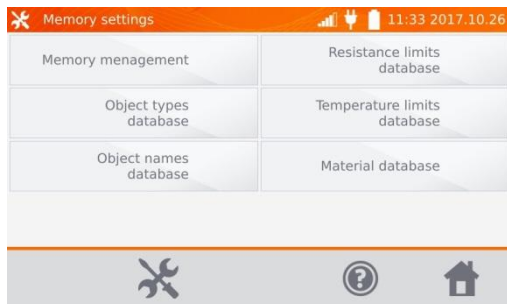 Memory settings
11:33 2017.10.26
Memory menagement
Resistance limits
database
Object types
database
Temperature limits
database
Object names
database
Material database
?